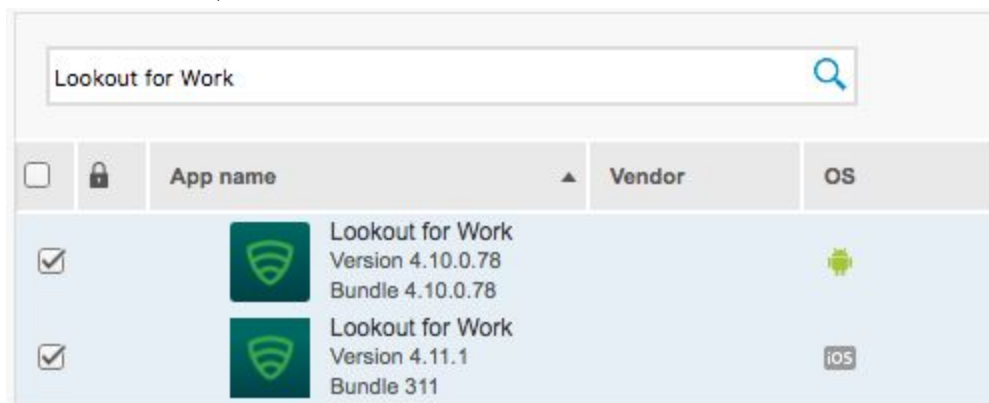 Lookout for Work
App name Vendor OS
Lookout for Work
Version 4.10.0.78
Bundle 4.10.0.78
Lookout for Work
Version 4.11.1
iOS
Bundle 311